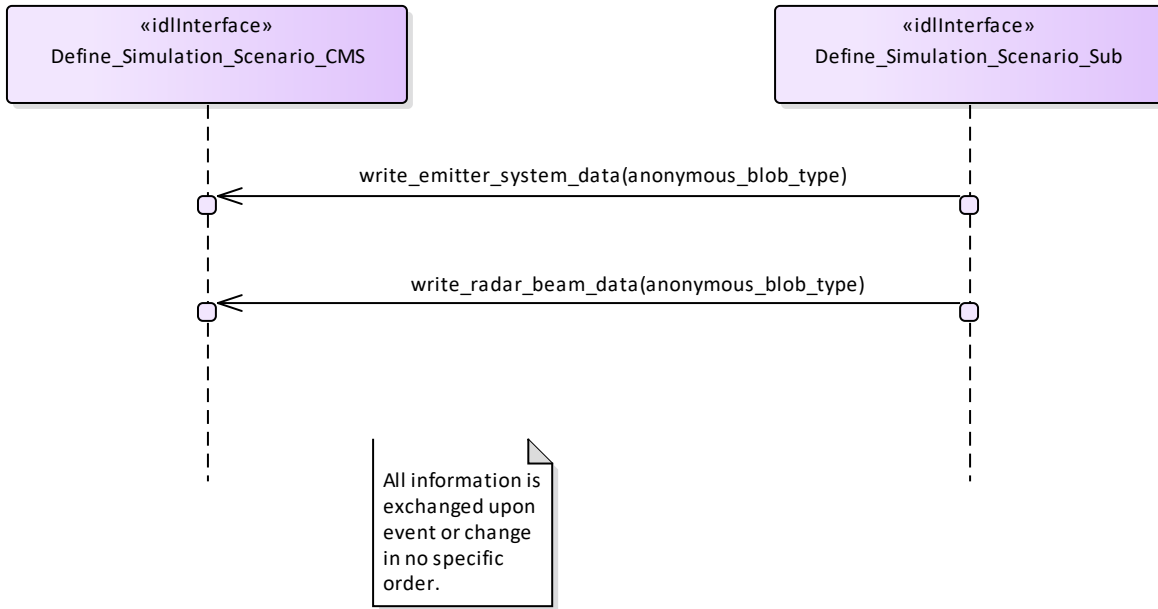 «idlInterface»
Define_Simulation_Scenario_CMS
«idlInterface»
Define_Simulation_Scenario_Sub
write_emitter_system_data(anonymous_blob_type)
write_radar_beam_data(anonymous_blob_type)
All information is
exchanged upon
event or change
in no specific
order.